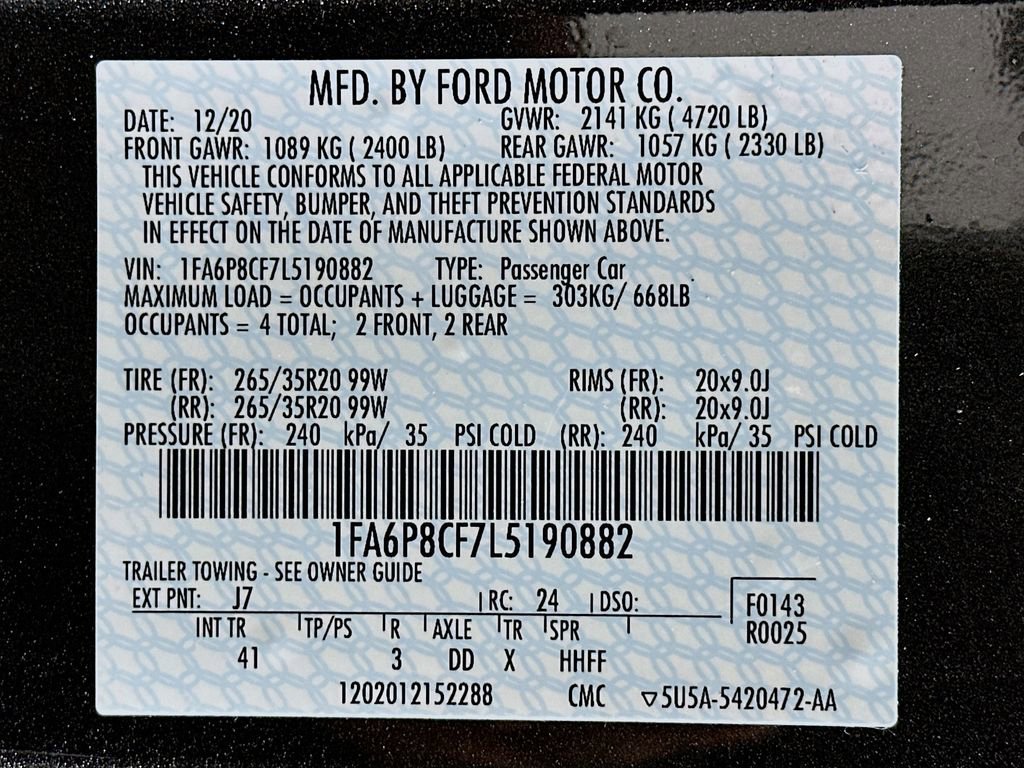 MFD. BY FORD MOTOR CO.
DATE: 12/20 GVWR: 2141 KG ( 4720 LB)
FRONT GAWR: 1089 KG ( 2400 LB) REAR GAWR: 1057 KG ( 2330 LB)
THIS VEHICLE CONFORMS TO ALL APPLICABLE FEDERAL MOTOR
VEHICLE SAFETY, BUMPER, AND THEFT PREVENTION STANDARDS
IN EFFECT ON THE DATE OF MANUFACTURE SHOWN ABOVE.
VIN: 1FA6P8CF7L5190882 TYPE: Passenger Car
MAXIMUM LOAD = OCCUPANTS + LUGGAGE = 303KG/ 668LB
OCCUPANTS = 4 TOTAL; 2 FRONT, 2 REAR
TIRE (FR): 265/35R20 99W RIMS (FR): 20x9.0J
(RR): 265/35R20 99W (RR): 20x9.0J
PRESSURE (FR): 240 kPa/ 35 PSI COLD (RR): 240 kPa/ 35 PSI COLD
1FA6P8CF7L5190882
TRAILER TOWING - SEE OWNER GUIDE
EXT PNT: J7 RC: 24 DSO: F0143
INT TR TP/PS R AXLE TR SPR R0025
41 3 DD X HHFF
1202012152288 CMC ▽5U5A-5420472-AA